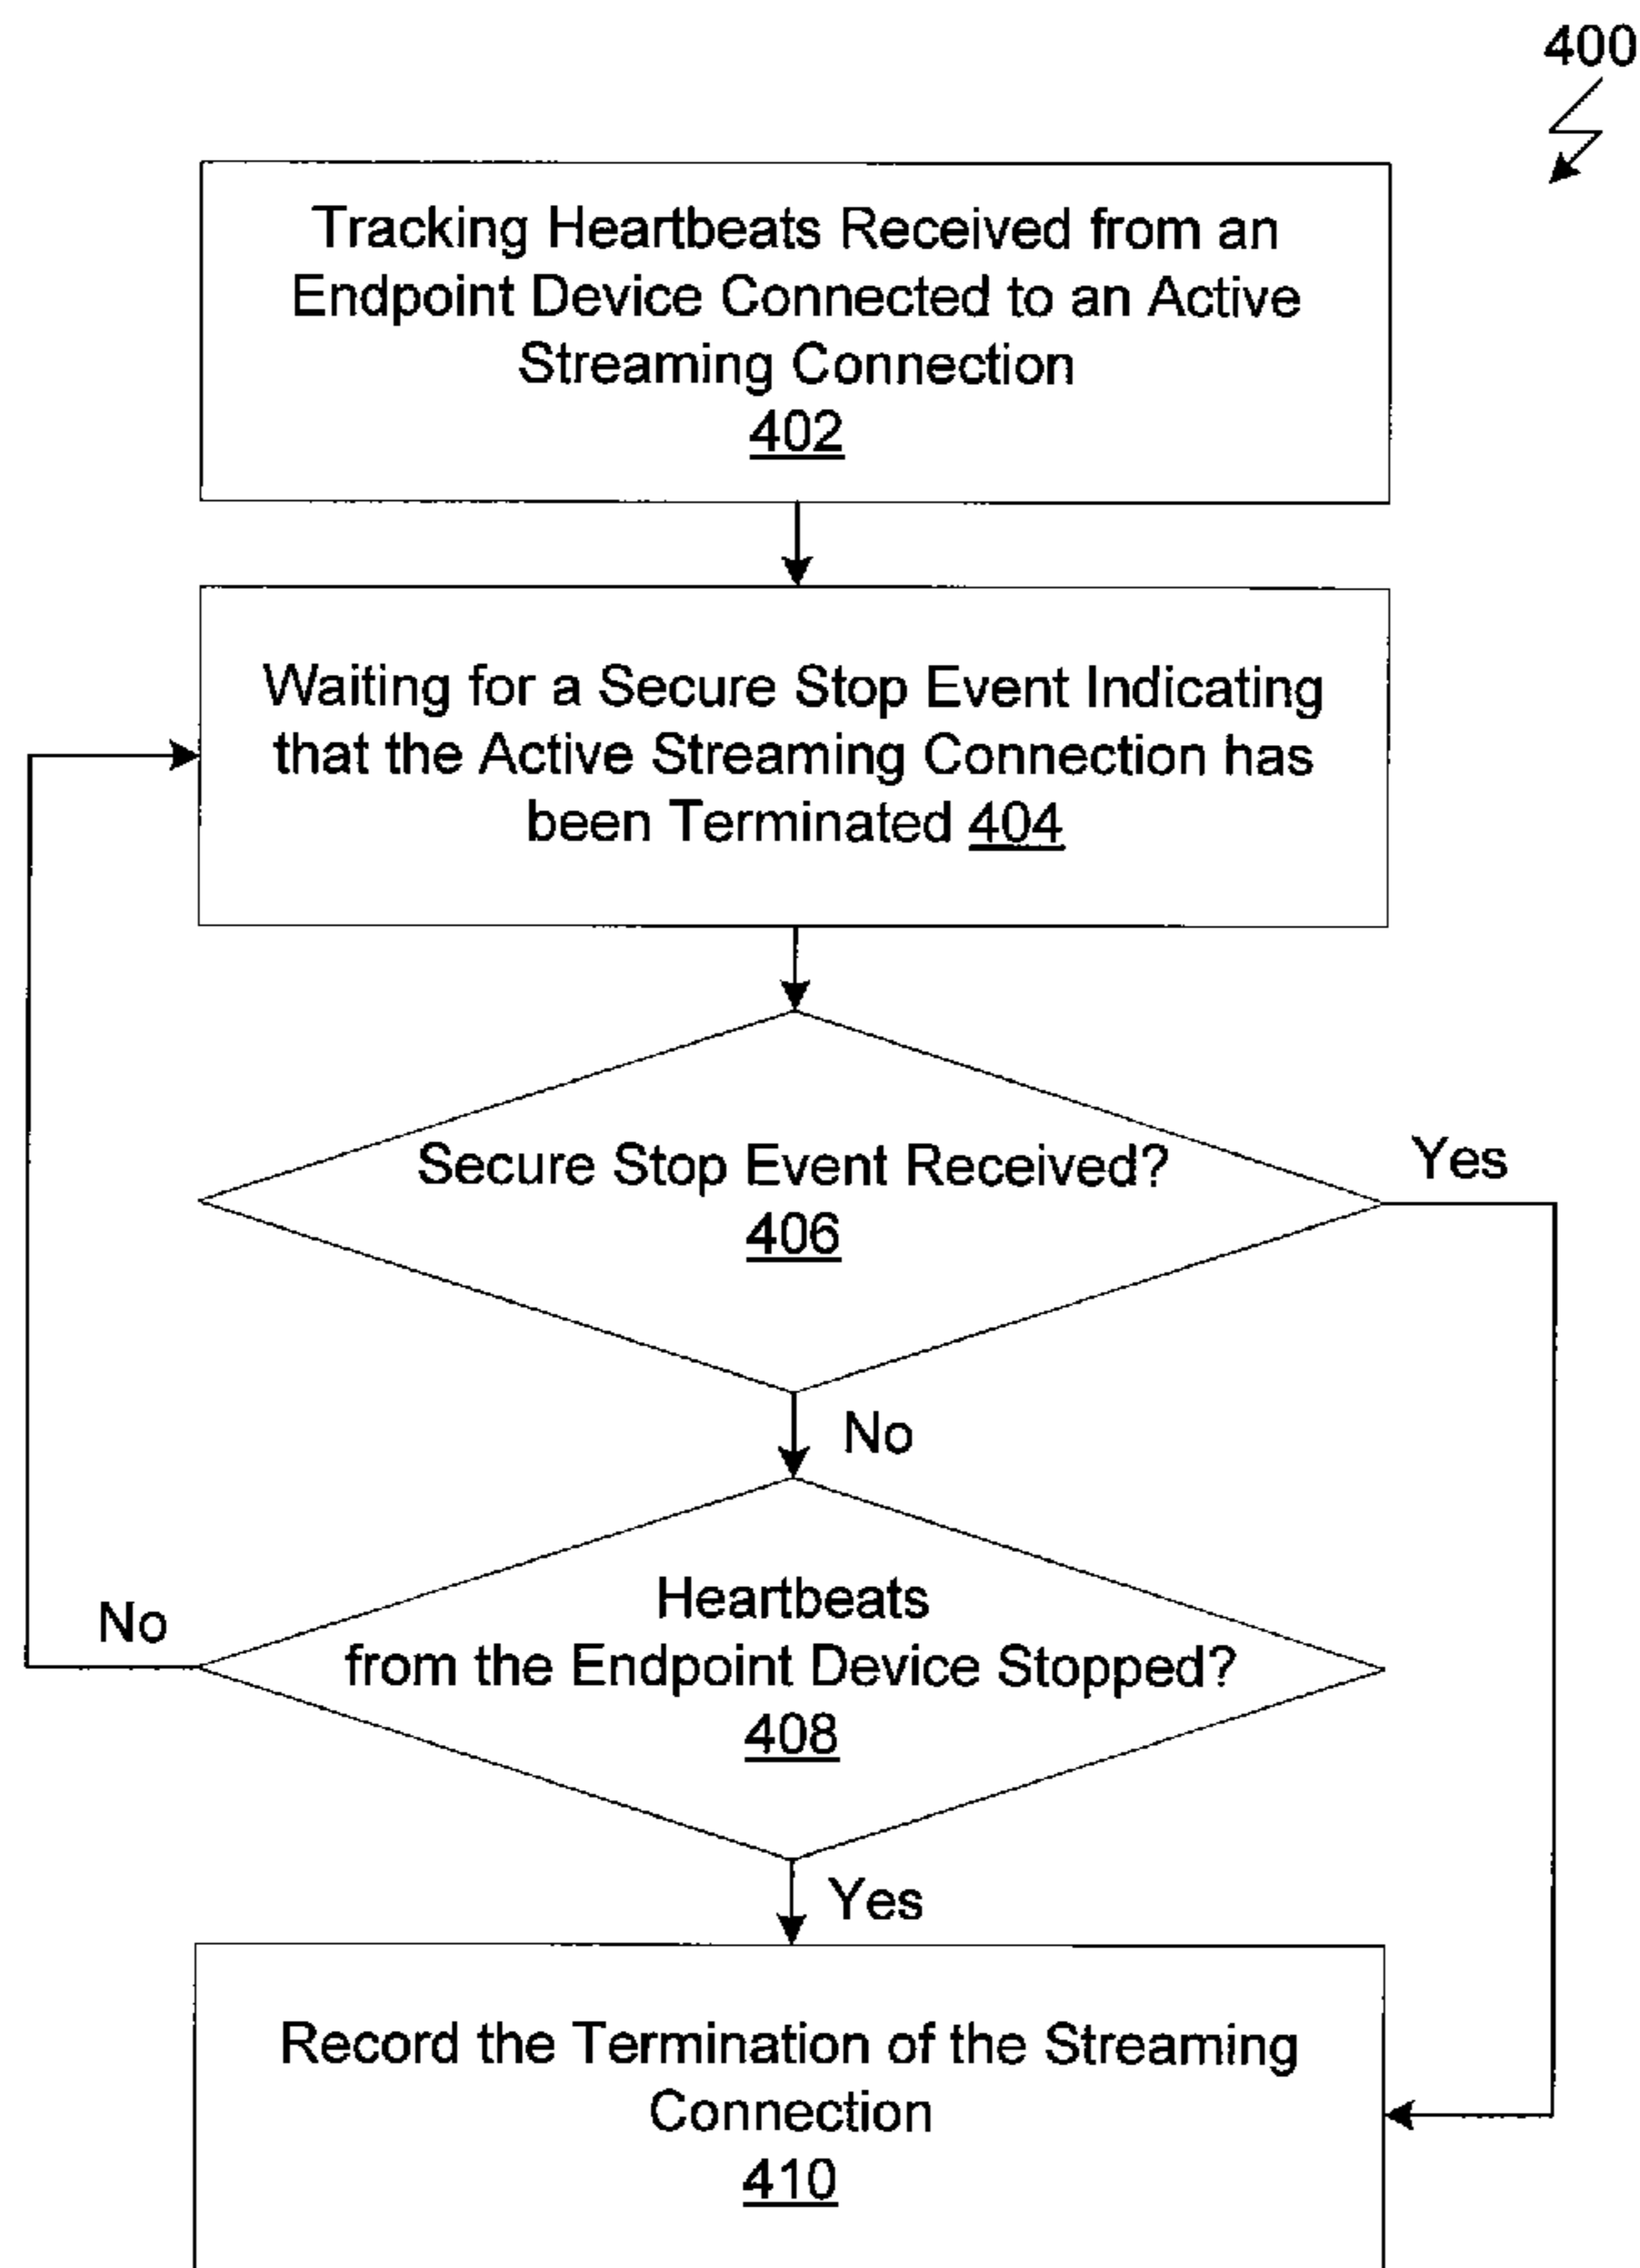 400
Tracking Heartbeats Received from an
Endpoint Device Connected to an Active
Streaming Connection
402
Waiting for a Secure Stop Event Indicating
that the Active Streaming Connection has
been Terminated 404
Secure Stop Event Received?
406
Yes
No
Heartbeats
from the Endpoint Device Stopped?
408
No
Yes
Record the Termination of the Streaming
Connection
410